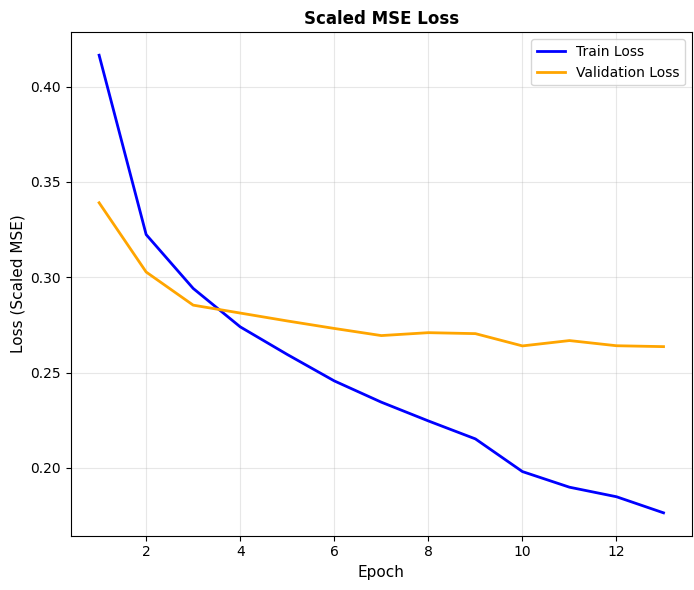 Scaled MSE Loss
Train Loss
Validation Loss
0.40
0.35
0.30
0.25
0.20
Loss (Scaled MSE)
2 4 6 8 10 12
Epoch